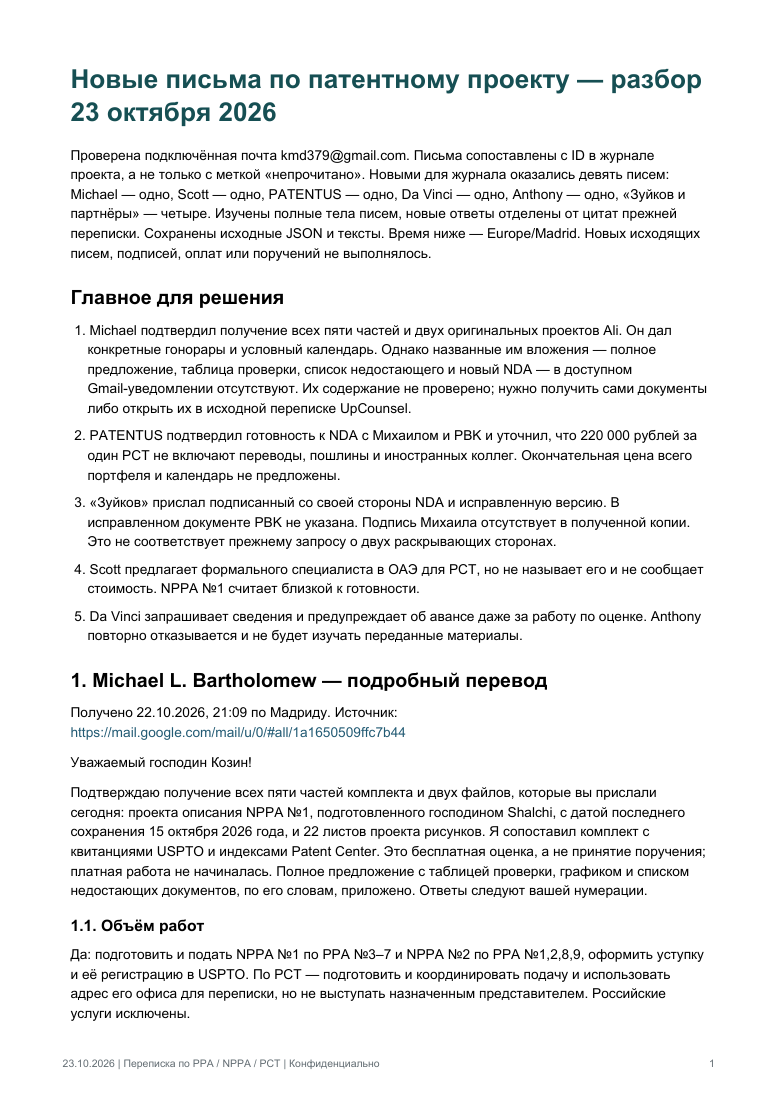 Новые письма по патентному проекту — разбор
23 октября 2026
Проверена подключённая почта kmd379@gmail.com. Письма сопоставлены с ID в журнале
проекта, а не только с меткой «непрочитано». Новыми для журнала оказались девять писем:
Michael — одно, Scott — одно, PATENTUS — одно, Da Vinci — одно, Anthony — одно, «Зуйков и
партнёры» — четыре. Изучены полные тела писем, новые ответы отделены от цитат прежней
переписки. Сохранены исходные JSON и тексты. Время ниже — Europe/Madrid. Новых исходящих
писем, подписей, оплат или поручений не выполнялось.
Главное для решения
1. Michael подтвердил получение всех пяти частей и двух оригинальных проектов Ali. Он дал
конкретные гонорары и условный календарь. Однако названные им вложения — полное
предложение, таблица проверки, список недостающего и новый NDA — в доступном
Gmail-уведомлении отсутствуют. Их содержание не проверено; нужно получить сами документы
либо открыть их в исходной переписке UpCounsel.
2. PATENTUS подтвердил готовность к NDA с Михаилом и PBK и уточнил, что 220 000 рублей за
один PCT не включают переводы, пошлины и иностранных коллег. Окончательная цена всего
портфеля и календарь не предложены.
3. «Зуйков» прислал подписанный со своей стороны NDA и исправленную версию. В
исправленном документе PBK не указана. Подпись Михаила отсутствует в полученной копии.
Это не соответствует прежнему запросу о двух раскрывающих сторонах.
4. Scott предлагает формального специалиста в ОАЭ для PCT, но не называет его и не сообщает
стоимость. NPPA №1 считает близкой к готовности.
5. Da Vinci запрашивает сведения и предупреждает об авансе даже за работу по оценке. Anthony
повторно отказывается и не будет изучать переданные материалы.
1. Michael L. Bartholomew — подробный перевод
Получено 22.10.2026, 21:09 по Мадриду. Источник:
https://mail.google.com/mail/u/0/#all/1a1650509ffc7b44
Уважаемый господин Козин!
Подтверждаю получение всех пяти частей комплекта и двух файлов, которые вы прислали
сегодня: проекта описания NPPA №1, подготовленного господином Shalchi, с датой последнего
сохранения 15 октября 2026 года, и 22 листов проекта рисунков. Я сопоставил комплект с
квитанциями USPTO и индексами Patent Center. Это бесплатная оценка, а не принятие поручения;
платная работа не начиналась. Полное предложение с таблицей проверки, графиком и списком
недостающих документов, по его словам, приложено. Ответы следуют вашей нумерации.
1.1. Объём работ
Да: подготовить и подать NPPA №1 по PPA №3–7 и NPPA №2 по PPA №1,2,8,9, оформить уступку
и её регистрацию в USPTO. По PCT — подготовить и координировать подачу и использовать
адрес его офиса для переписки, но не выступать назначенным представителем. Российские
услуги исключены.
23.10.2026 | Переписка по PPA / NPPA / PCT | Конфиденциально
1